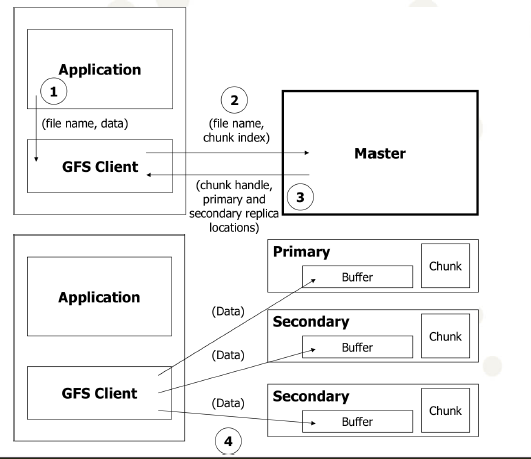 Application
1
(file name, data)
GFS Client
2
(file name,
chunk index)
Master
(chunk handle,
primary and
secondary replica
locations)
3
Application
GFS Client
(Data)
(Data)
(Data)
4
Primary
Buffer
Chunk
Secondary
Buffer
Chunk
Secondary
Buffer
Chunk